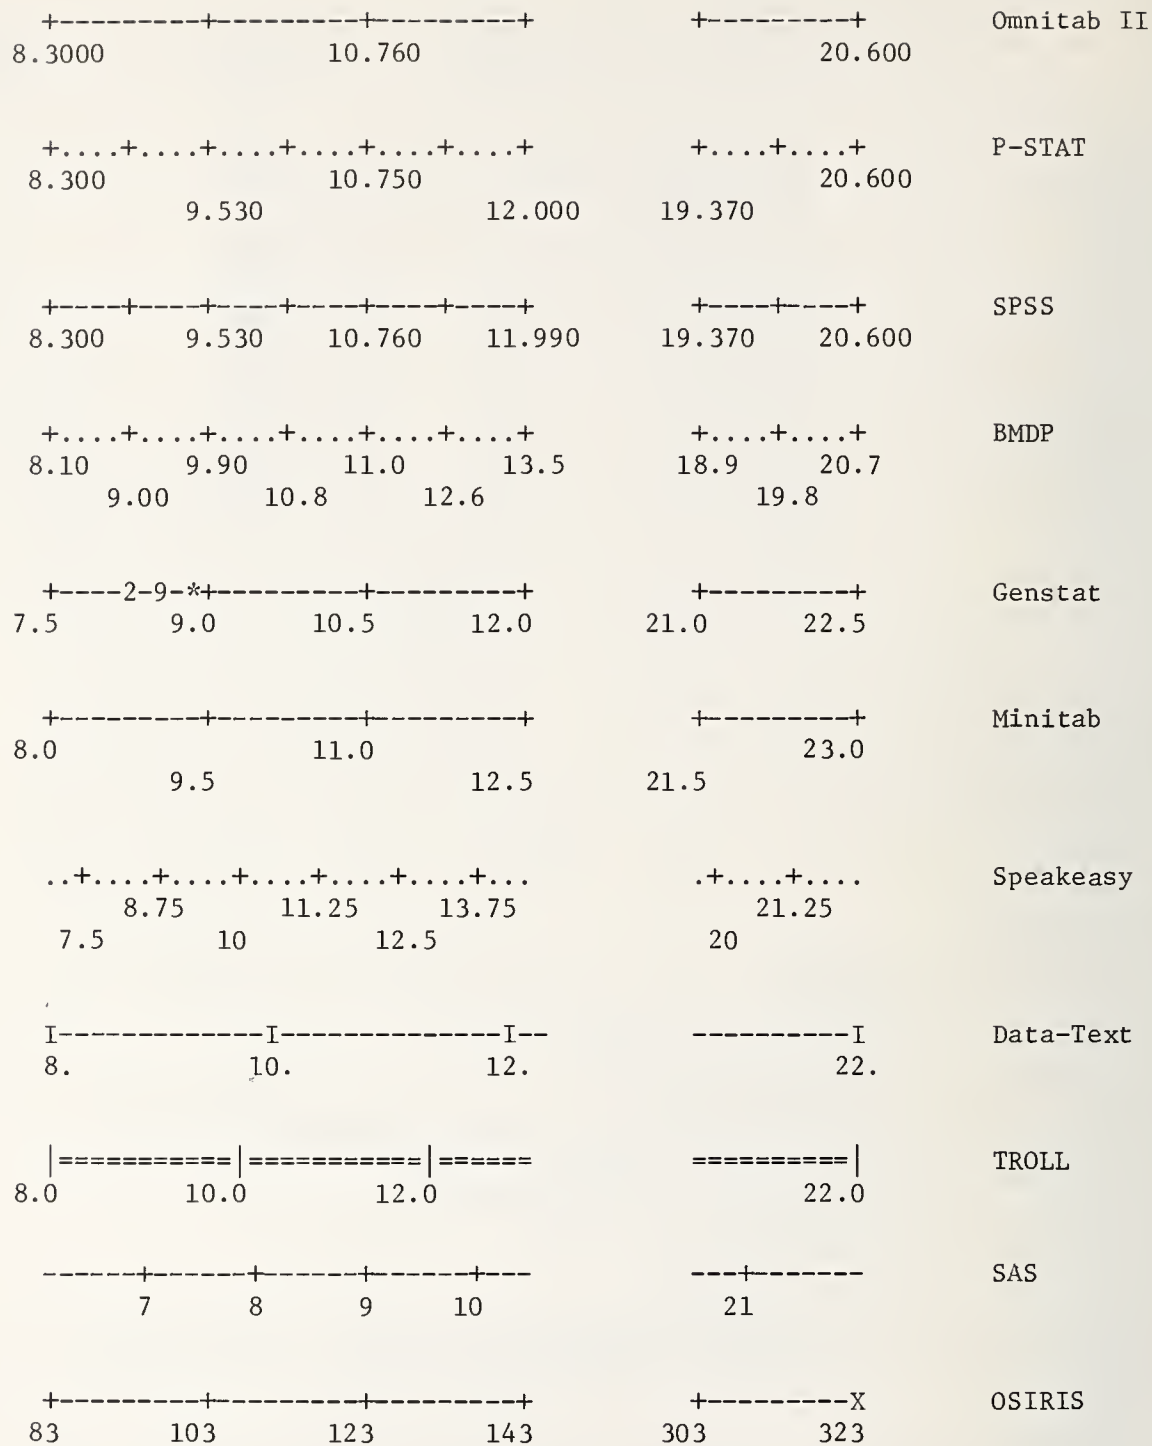 +---------+---------+---------+ +---------+ Omnitab II
8.3000 10.760 20.600
+....+....+....+....+....+....+ +....+....+ P-STAT
8.300 10.750 20.600
9.530 12.000 19.370
+----+----+----+----+----+----+ +----+----+ SPSS
8.300 9.530 10.760 11.990 19.370 20.600
+....+....+....+....+....+....+ +....+....+ BMDP
8.10 9.90 11.0 13.5 18.9 20.7
9.00 10.8 12.6 19.8
+----2-9-*+---------+---------+ +---------+ Genstat
7.5 9.0 10.5 12.0 21.0 22.5
+---------+---------+---------+ +---------+ Minitab
8.0 11.0 23.0
9.5 12.5 21.5
..+....+....+....+....+....+... .+....+.... Speakeasy
8.75 11.25 13.75 21.25
7.5 10 12.5 20
I-------------I--------------I-- ----------I Data-Text
8. 10. 12. 22.
|===========|===========|====== ==========| TROLL
8.0 10.0 12.0 22.0
------+------+------+------+--- ---+------- SAS
7 8 9 10 21
+---------+---------+---------+ +---------X OSIRIS
83 103 123 143 303 323